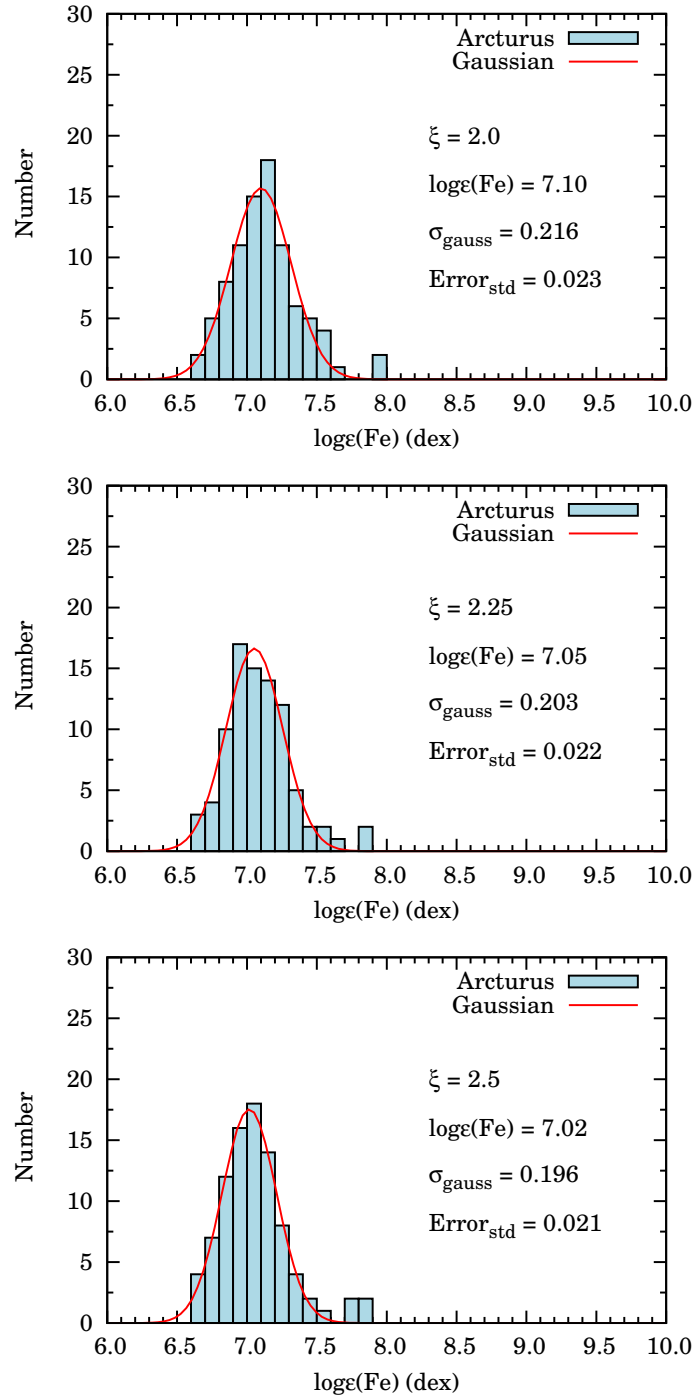 30
25
20
15
10
5
0
Number
Arcturus
Gaussian
ξ = 2.0
logε(Fe) = 7.10
σgauss = 0.216
Errorstd = 0.023
6.0 6.5 7.0 7.5 8.0 8.5 9.0 9.5 10.0
logε(Fe) (dex)
30
25
20
15
10
5
0
Number
Arcturus
Gaussian
ξ = 2.25
logε(Fe) = 7.05
σgauss = 0.203
Errorstd = 0.022
6.0 6.5 7.0 7.5 8.0 8.5 9.0 9.5 10.0
logε(Fe) (dex)
30
25
20
15
10
5
0
Number
Arcturus
Gaussian
ξ = 2.5
logε(Fe) = 7.02
σgauss = 0.196
Errorstd = 0.021
6.0 6.5 7.0 7.5 8.0 8.5 9.0 9.5 10.0
logε(Fe) (dex)